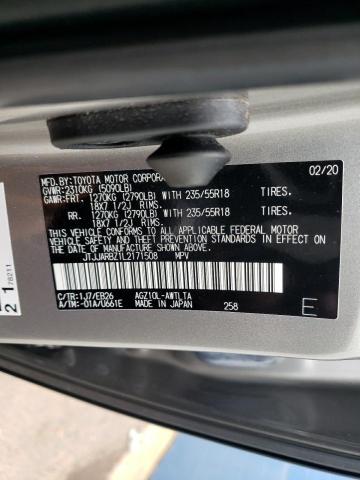 MFD.BY:TOYOTA MOTOR CORPORA
02/20
GVWR:2310KG (5090LB)
GAWR:FRT. 1270KG (2790LB) WITH 235/55R18 TIRES,
18X7 1/2J RIMS.
RR. 1270KG (2790LB) WITH 235/55R18 TIRES,
18X7 1/2J RIMS.
THIS VEHICLE CONFORMS TO ALL APPLICABLE
FEDERAL MOTOR VEHICLE SAFETY AND
THEFT PREVENTION STANDARDS IN EFFECT ON
THE DATE OF MANUFACTURE SHOWN ABOVE.
JTJJARBZ1L2171508 MPV
C/TR:1J7/EB26 AGZ10L-AWTLTA
A/TM:-01A/U661E MADE IN JAPAN 258 E
2 1 78211